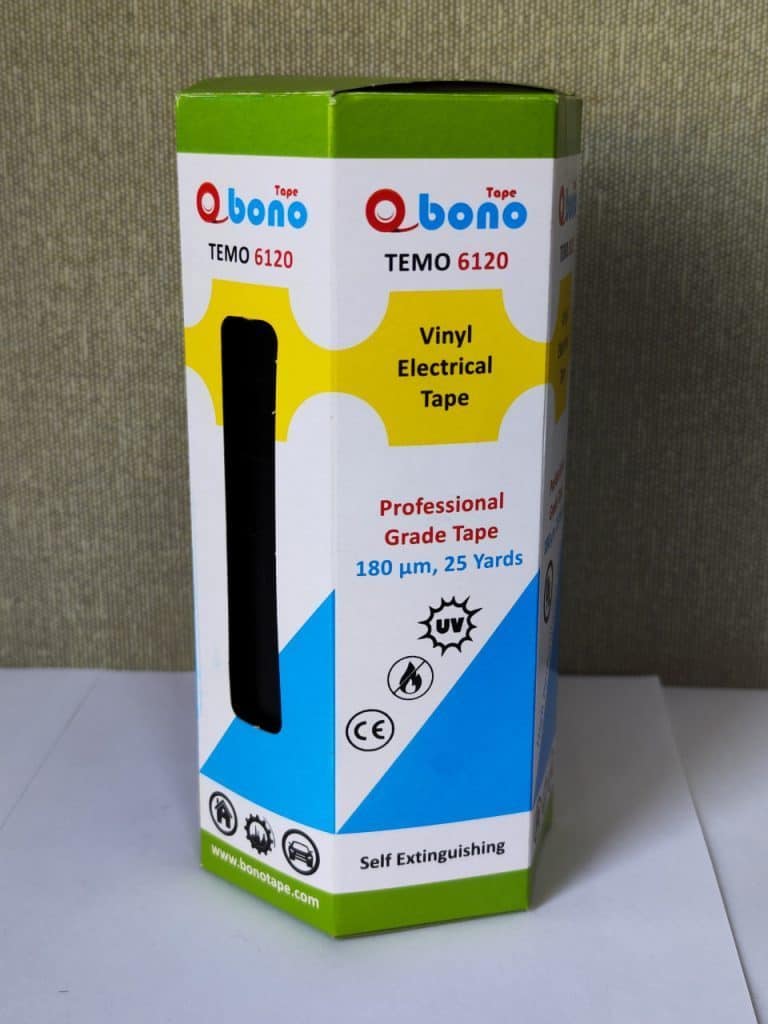 Tape
bono
TEMO 6120
www.bonotape.com
Tape
bono
TEMO 6120
Vinyl
Electrical
Tape
Professional
Grade Tape
180 µm, 25 Yards
UV
CE
Self Extinguishing